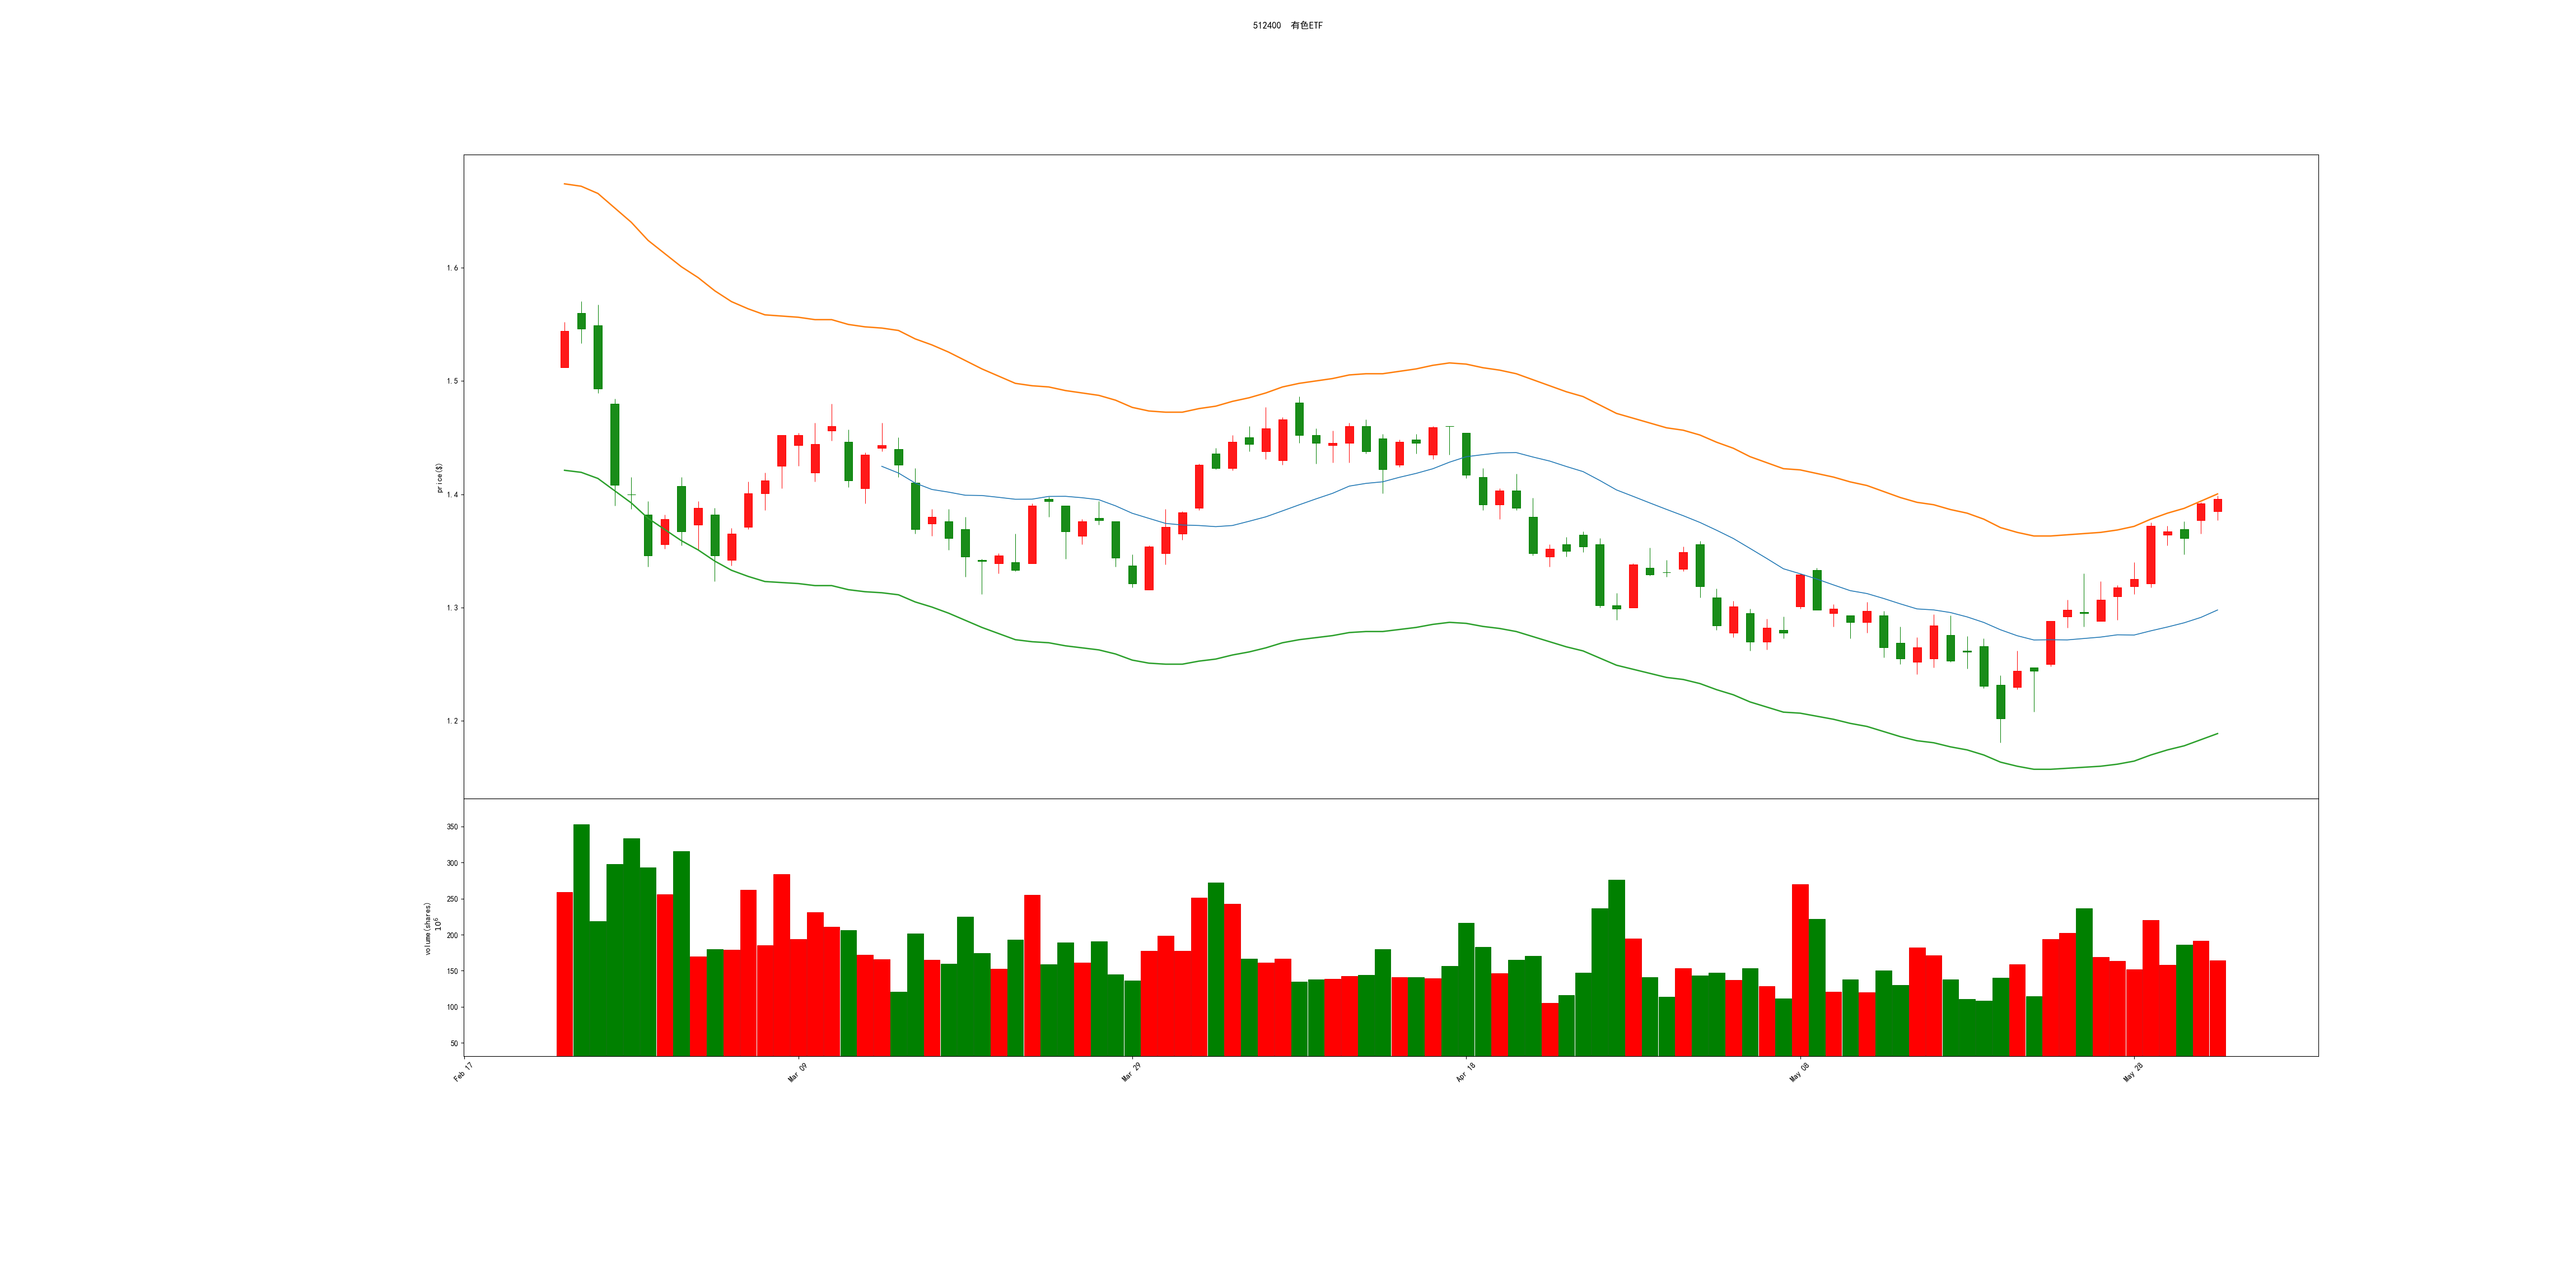 512400 有色ETF
price($)
1.6
1.5
1.4
1.3
1.2
volume(shares)
10^6
350
300
250
200
150
100
50
Feb 17
Mar 09
Mar 29
Apr 18
May 08
May 28